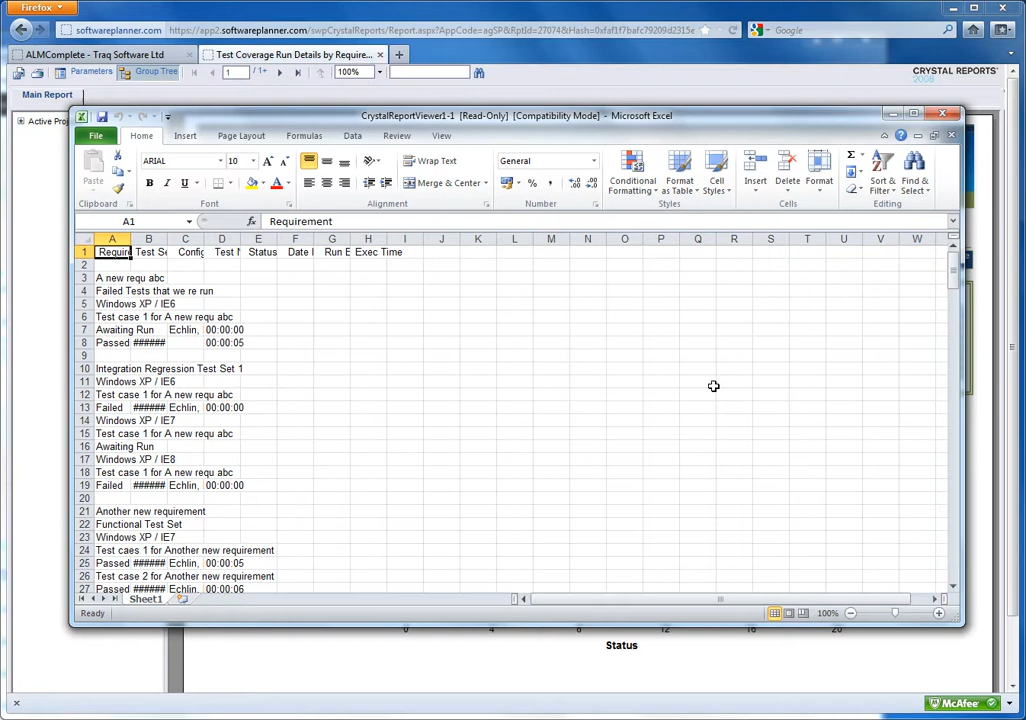 Firefox
softwareplanner.com
https://app2.softwareplanner.com/swpCrystalReports/Report.aspx?AppCode=agSP&RptId=27074&Hash=0xfaf1f7bafc79209d2315e
Google
ALMComplete - Traq Software Ltd
Test Coverage Run Details by Require...
Parameters
Group Tree
1
/ 1+
100%
CRYSTAL REPORTS
2008
Main Report
Active Proj
CrystalReportViewer1-1 [Read-Only] [Compatibility Mode] - Microsoft Excel
File
Home
Insert
Page Layout
Formulas
Data
Review
View
Paste
Clipboard
ARIAL
10
B I U
Font
Wrap Text
Merge & Center
Alignment
General
$ % ,
Number
Conditional Formatting
Format as Table
Cell Styles
Styles
Insert
Delete
Format
Cells
Sort & Filter
Find & Select
Editing
A1
fx
Requirement
A B C D E F G H I J K L M N O P Q R S T U V W
1 Require Test Se Config Test N Status Date Run E Exec Time
2
3 A new requ abc
4 Failed Tests that we re run
5 Windows XP / IE6
6 Test case 1 for A new requ abc
7 Awaiting Run Echlin, 00:00:00
8 Passed ###### 00:00:05
9
10 Integration Regression Test Set 1
11 Windows XP / IE6
12 Test case 1 for A new requ abc
13 Failed ###### Echlin, 00:00:00
14 Windows XP / IE7
15 Test case 1 for A new requ abc
16 Awaiting Run
17 Windows XP / IE8
18 Test case 1 for A new requ abc
19 Failed ###### Echlin, 00:00:00
20
21 Another new requirement
22 Functional Test Set
23 Windows XP / IE7
24 Test caes 1 for Another new requirement
25 Passed ###### Echlin, 00:00:05
26 Test case 2 for Another new requirement
27 Passed ###### Echlin, 00:00:06
Sheet1
Ready
100%
0 4 8 12 16 20
Status
McAfee